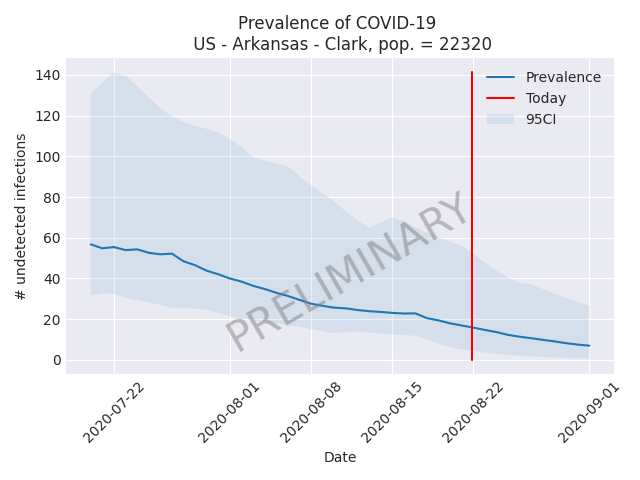 Prevalence of COVID-19
US - Arkansas - Clark, pop. = 22320
140
120
100
80
60
40
20
0
# undetected infections
Prevalence
Today
95CI
PRELIMINARY
2020-07-22
2020-08-01
2020-08-08
2020-08-15
2020-08-22
2020-09-01
Date